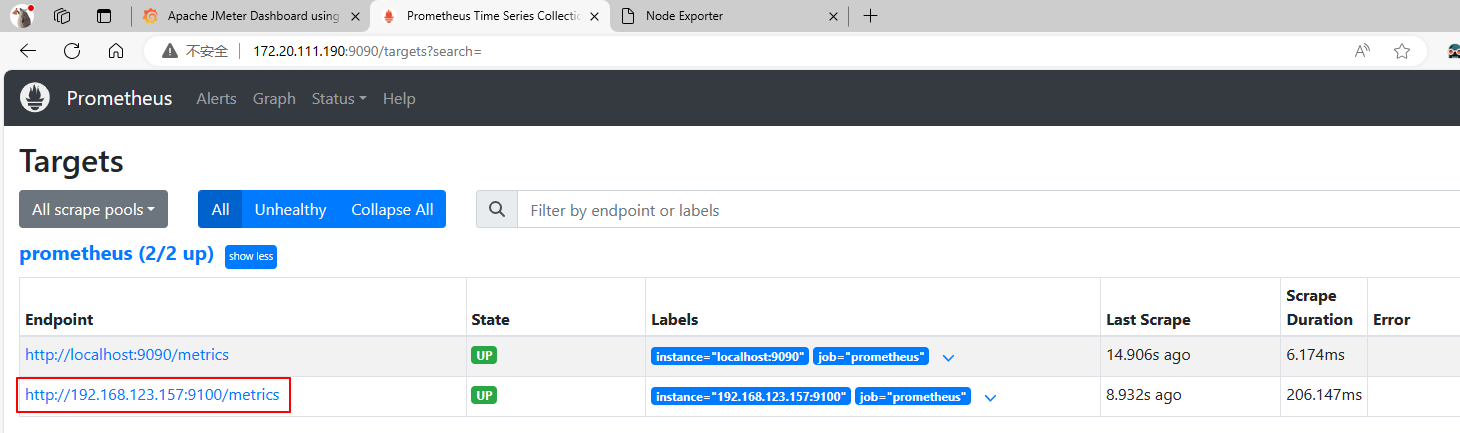 Apache JMeter Dashboard using
Prometheus Time Series Collectio
Node Exporter
不安全 172.20.111.190:9090/targets?search=
Prometheus Alerts Graph Status Help
Targets
All scrape pools All Unhealthy Collapse All Filter by endpoint or labels
prometheus (2/2 up) show less
Endpoint State Labels Last Scrape Scrape Duration Error
http://localhost:9090/metrics UP instance="localhost:9090" job="prometheus" 14.906s ago 6.174ms
http://192.168.123.157:9100/metrics UP instance="192.168.123.157:9100" job="prometheus" 8.932s ago 206.147ms